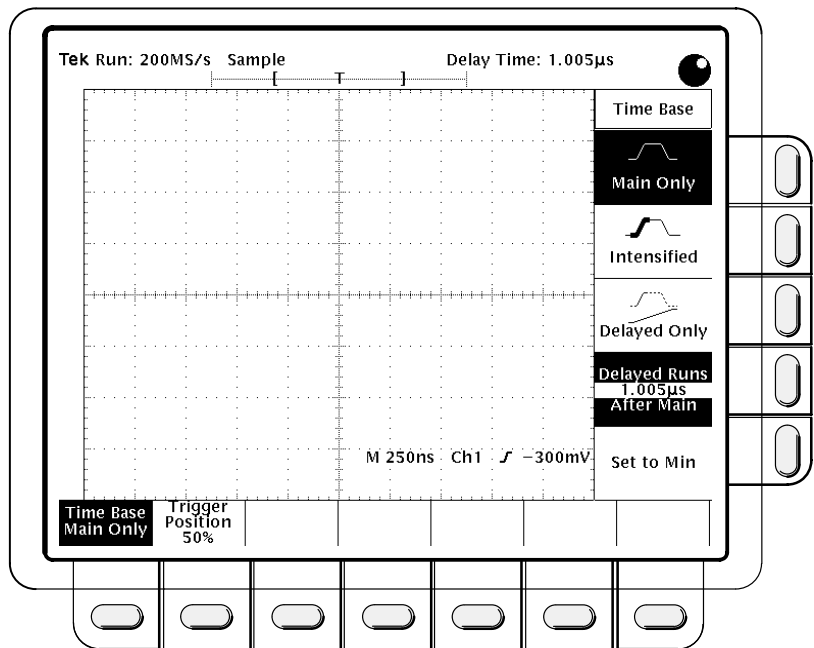 Tek Run: 200MS/s Sample Delay Time: 1.005µs
[ T ]
Time Base
Main Only
Intensified
Delayed Only
Delayed Runs
1.005µs
After Main
M 250ns Ch1 −300mV
Set to Min
Time Base
Main Only
Trigger
Position
50%